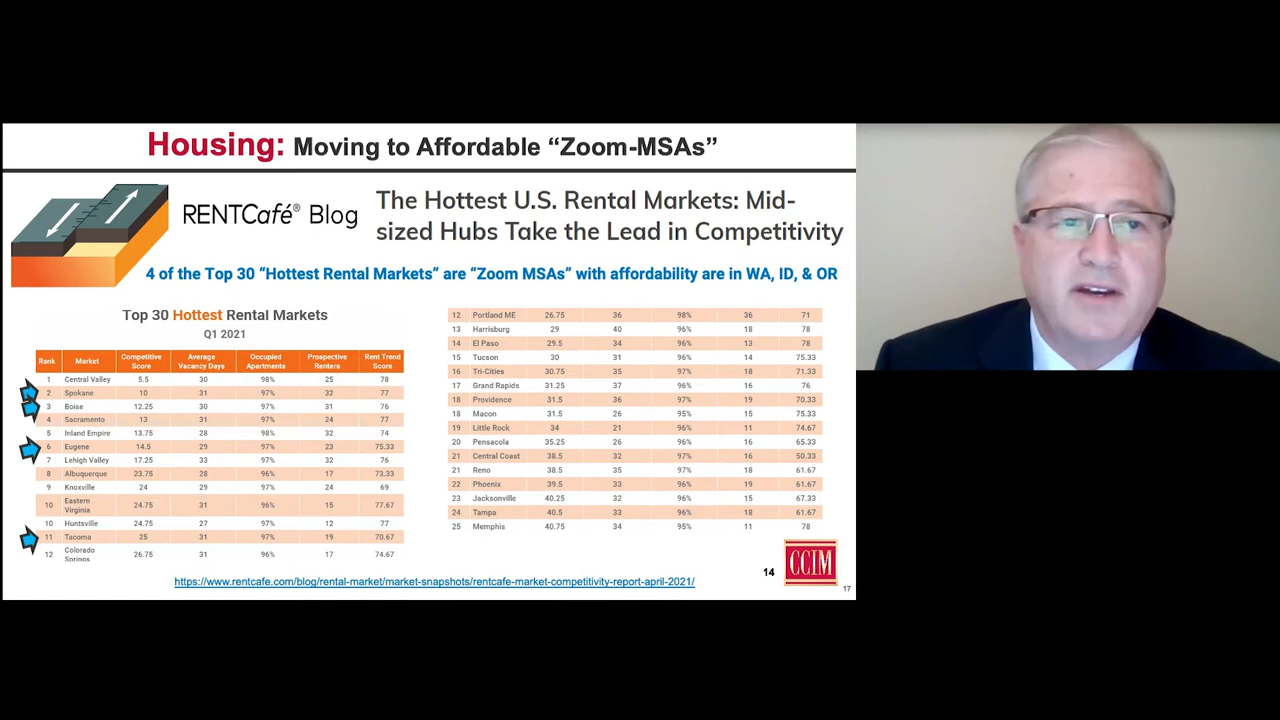 Housing: Moving to Affordable “Zoom-MSAs”
RENTCafé® Blog
The Hottest U.S. Rental Markets: Mid-
sized Hubs Take the Lead in Competitivity
4 of the Top 30 “Hottest Rental Markets” are “Zoom MSAs” with affordability are in WA, ID, & OR
Top 30 Hottest Rental Markets
Q1 2021
Rank Market Competitive Score Average Vacancy Days Occupied Apartments Prospective Renters Rent Trend Score
1 Central Valley 5.5 30 98% 25 78
2 Spokane 10 31 97% 32 77
3 Boise 12.25 30 97% 31 76
4 Sacramento 13 31 97% 24 77
5 Inland Empire 13.75 28 98% 32 74
6 Eugene 14.5 29 97% 23 75.33
7 Lehigh Valley 17.25 33 97% 32 76
8 Albuquerque 23.75 28 96% 17 73.33
9 Knoxville 24 29 97% 24 69
10 Eastern Virginia 24.75 31 96% 15 77.67
10 Huntsville 24.75 27 97% 12 77
11 Tacoma 25 31 97% 19 70.67
12 Colorado Springs 26.75 31 96% 17 74.67
12 Portland ME 26.75 36 98% 36 71
13 Harrisburg 29 40 96% 18 78
14 El Paso 29.5 34 96% 13 78
15 Tucson 30 31 96% 14 75.33
16 Tri-Cities 30.75 35 97% 18 71.33
17 Grand Rapids 31.25 37 96% 16 76
18 Providence 31.5 36 97% 19 70.33
18 Macon 31.5 26 95% 15 75.33
19 Little Rock 34 21 96% 11 74.67
20 Pensacola 35.25 26 96% 16 65.33
21 Central Coast 38.5 32 97% 16 50.33
21 Reno 38.5 35 97% 18 61.67
22 Phoenix 39.5 33 96% 19 61.67
23 Jacksonville 40.25 32 96% 15 67.33
24 Tampa 40.5 33 96% 18 61.67
25 Memphis 40.75 34 95% 11 78
https://www.rentcafe.com/blog/rental-market/market-snapshots/rentcafe-market-competitivity-report-april-2021/
14
CCIM
17